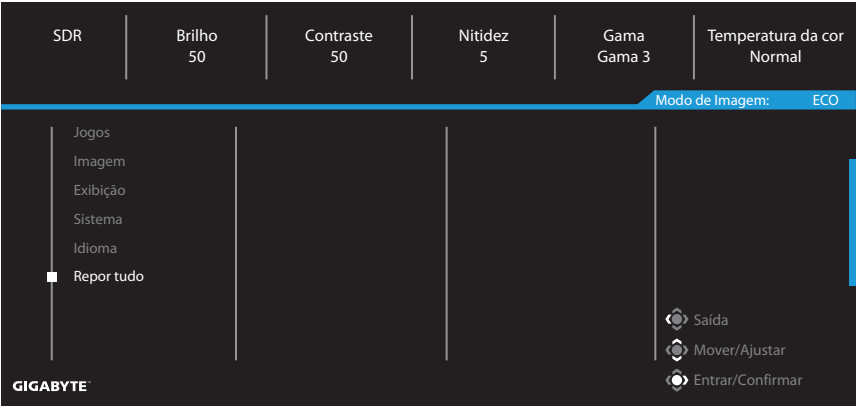 SDR
Brilho
50
Contraste
50
Nitidez
5
Gama
Gama 3
Temperatura da cor
Normal
Modo de Imagem: ECO
Jogos
Imagem
Exibição
Sistema
Idioma
Repor tudo
Saída
Mover/Ajustar
Entrar/Confirmar
GIGABYTE™